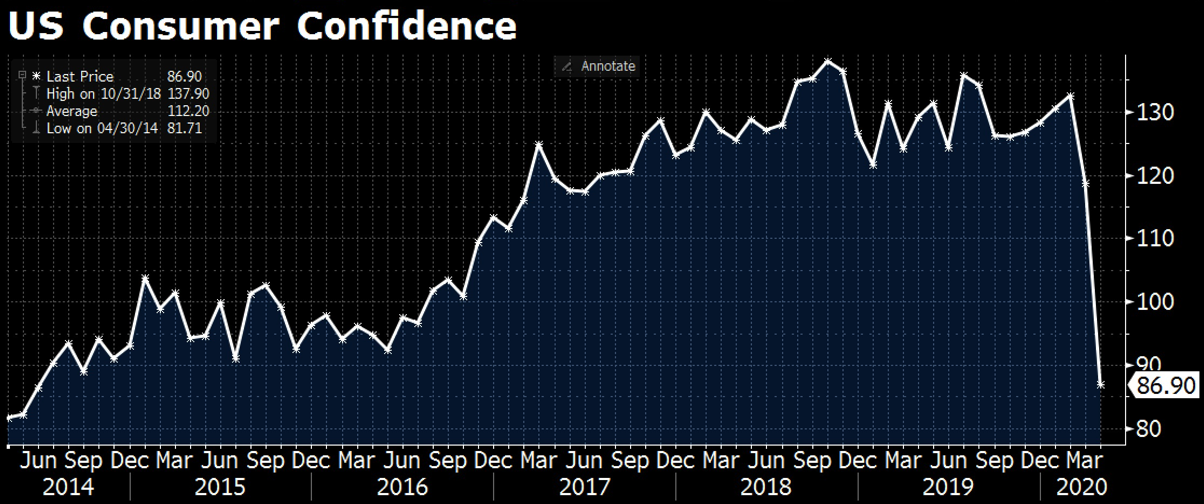 US Consumer Confidence
Annotate
Last Price 86.90
High on 10/31/18 137.90
Average 112.20
Low on 04/30/14 81.71
130
120
110
100
90
86.90
80
Jun Sep Dec Mar Jun Sep Dec Mar Jun Sep Dec Mar Jun Sep Dec Mar Jun Sep Dec Mar Jun Sep Dec Mar
2014 2015 2016 2017 2018 2019 2020